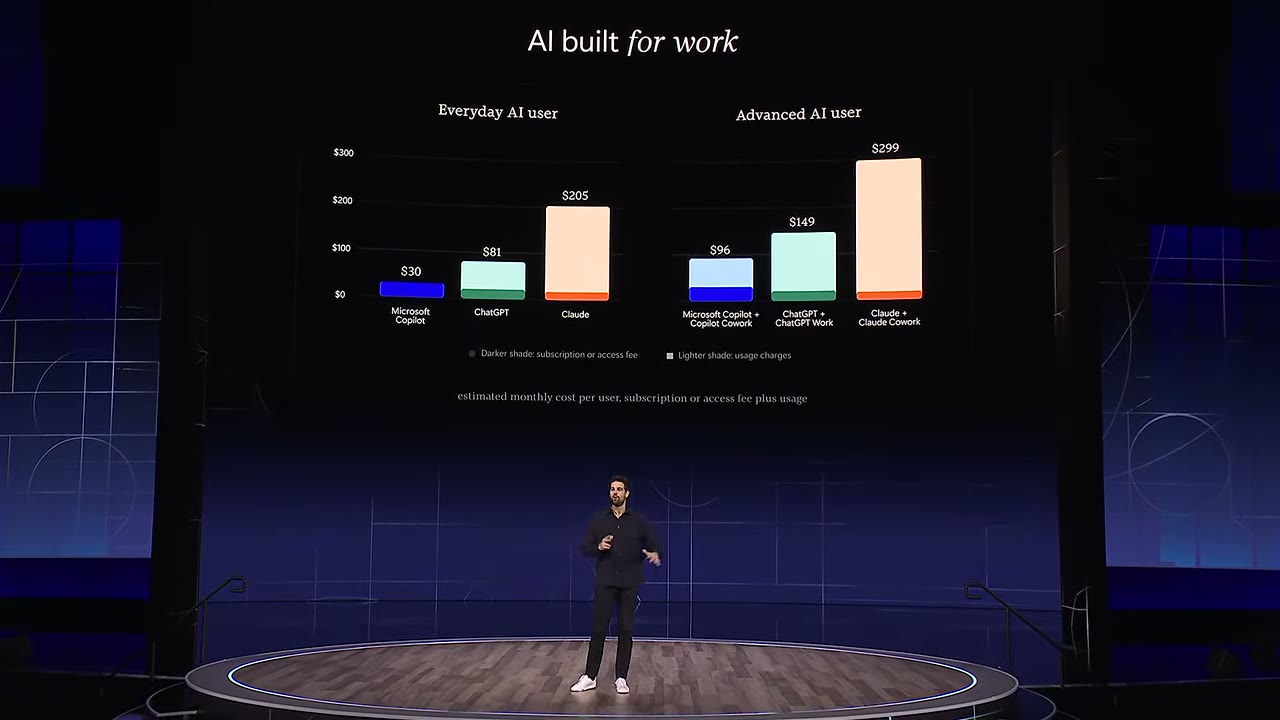 AI built for work
Everyday AI user
Advanced AI user
$300
$200
$100
$0
$30
$81
$205
Microsoft
Copilot
ChatGPT
Claude
$96
$149
$299
Microsoft Copilot +
Copilot Cowork
ChatGPT +
ChatGPT Work
Claude +
Claude Cowork
Darker shade: subscription or access fee
Lighter shade: usage charges
estimated monthly cost per user, subscription or access fee plus usage